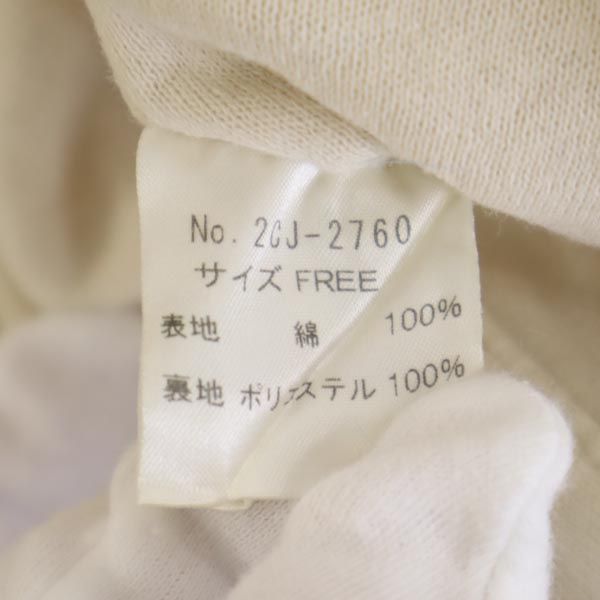 No. 2CJ-2760
サイズ FREE
表地 綿 100%
裏地 ポリエステル 100%